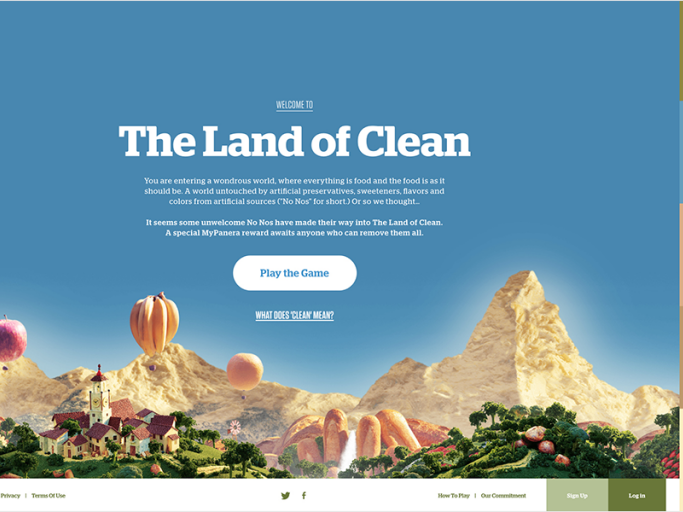 WELCOME TO
The Land of Clean
You are entering a wondrous world, where everything is food and the food is as it
should be. A world untouched by artificial preservatives, sweeteners, flavors and
colors from artificial sources ("No Nos" for short.) Or so we thought...
It seems some unwelcome No Nos have made their way into The Land of Clean.
A special MyPanera reward awaits anyone who can remove them all.
Play the Game
WHAT DOES 'CLEAN' MEAN?
Privacy | Terms Of Use How To Play | Our Commitment Sign Up Log in